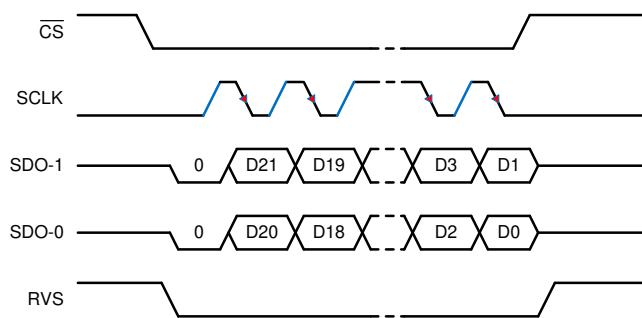 CS
SCLK
SDO-1 0 D21 D19 D3 D1
SDO-0 0 D20 D18 D2 D0
RVS